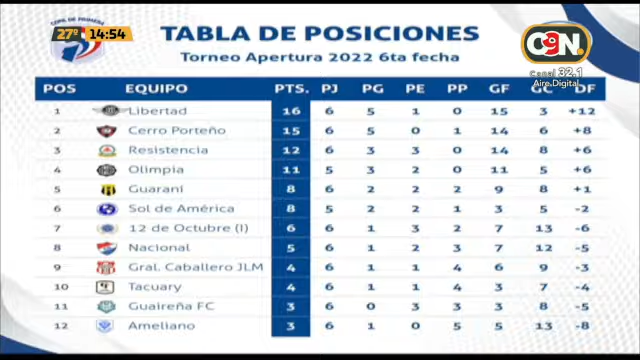 COPA DE PRIMERA
27° 14:54
TABLA DE POSICIONES
Torneo Apertura 2022 6ta fecha
C9N
Canal 32.1
Aire.Digital
POS EQUIPO PTS. PJ PG PE PP GF GC DF
1 Libertad 16 6 5 1 0 15 3 +12
2 Cerro Porteño 15 6 5 0 1 14 6 +8
3 Resistencia 12 6 3 3 0 14 8 +6
4 Olimpia 11 5 3 2 0 11 5 +6
5 Guaraní 8 6 2 2 2 9 8 +1
6 Sol de América 8 5 2 2 1 3 5 -2
7 12 de Octubre (I) 6 6 1 3 2 7 13 -6
8 Nacional 5 6 1 2 3 7 12 -5
9 Gral. Caballero JLM 4 6 1 1 4 6 9 -3
10 Tacuary 4 6 1 1 4 3 7 -4
11 Guaireña FC 3 6 0 3 3 3 8 -5
12 Ameliano 3 6 1 0 5 5 13 -8